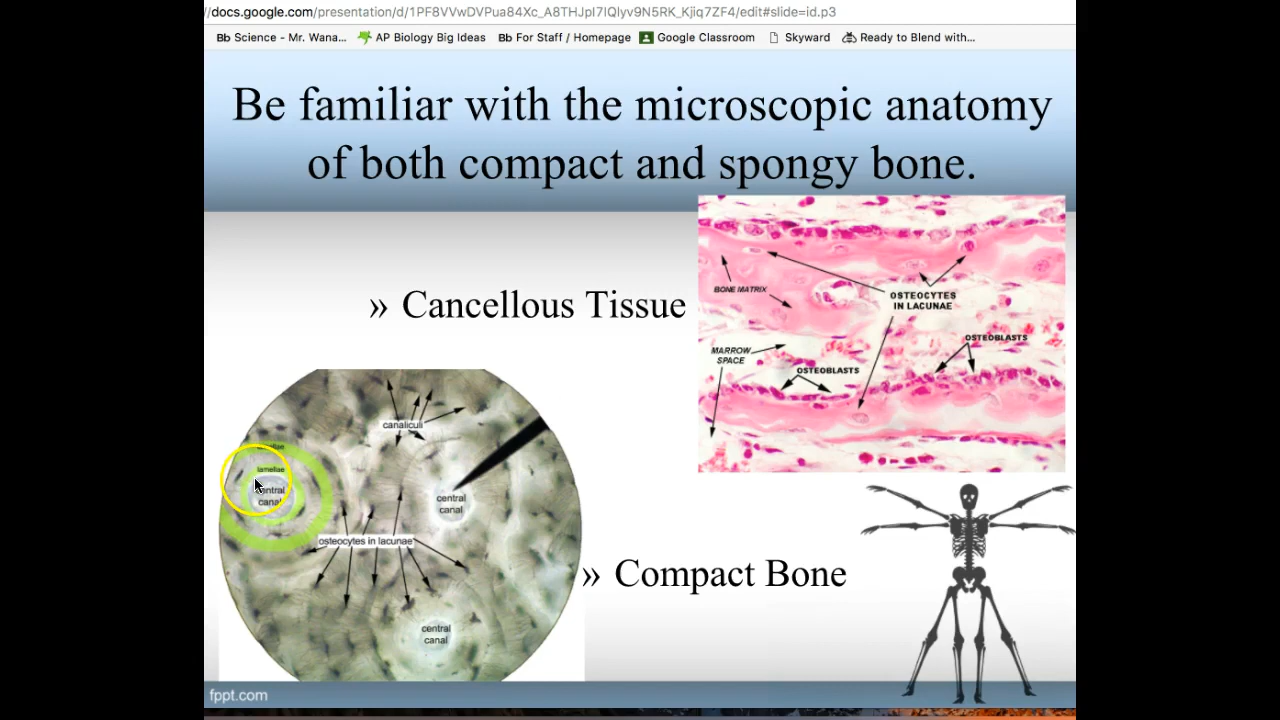 //docs.google.com/presentation/d/1PF8VVwDVPua84Xc_A8THJpI7IQIyv9N5RK_Kjiq7ZF4/edit#slide=id.p3
Bb Science - Mr. Wana... AP Biology Big Ideas Bb For Staff / Homepage Google Classroom Skyward Ready to Blend with...
Be familiar with the microscopic anatomy
of both compact and spongy bone.
» Cancellous Tissue
BONE MATRIX
OSTEOCYTES
IN LACUNAE
MARROW
SPACE
OSTEOBLASTS
OSTEOBLASTS
canaliculi
lamellae
central
canal
central
canal
osteocytes in lacunae
central
canal
» Compact Bone
fppt.com